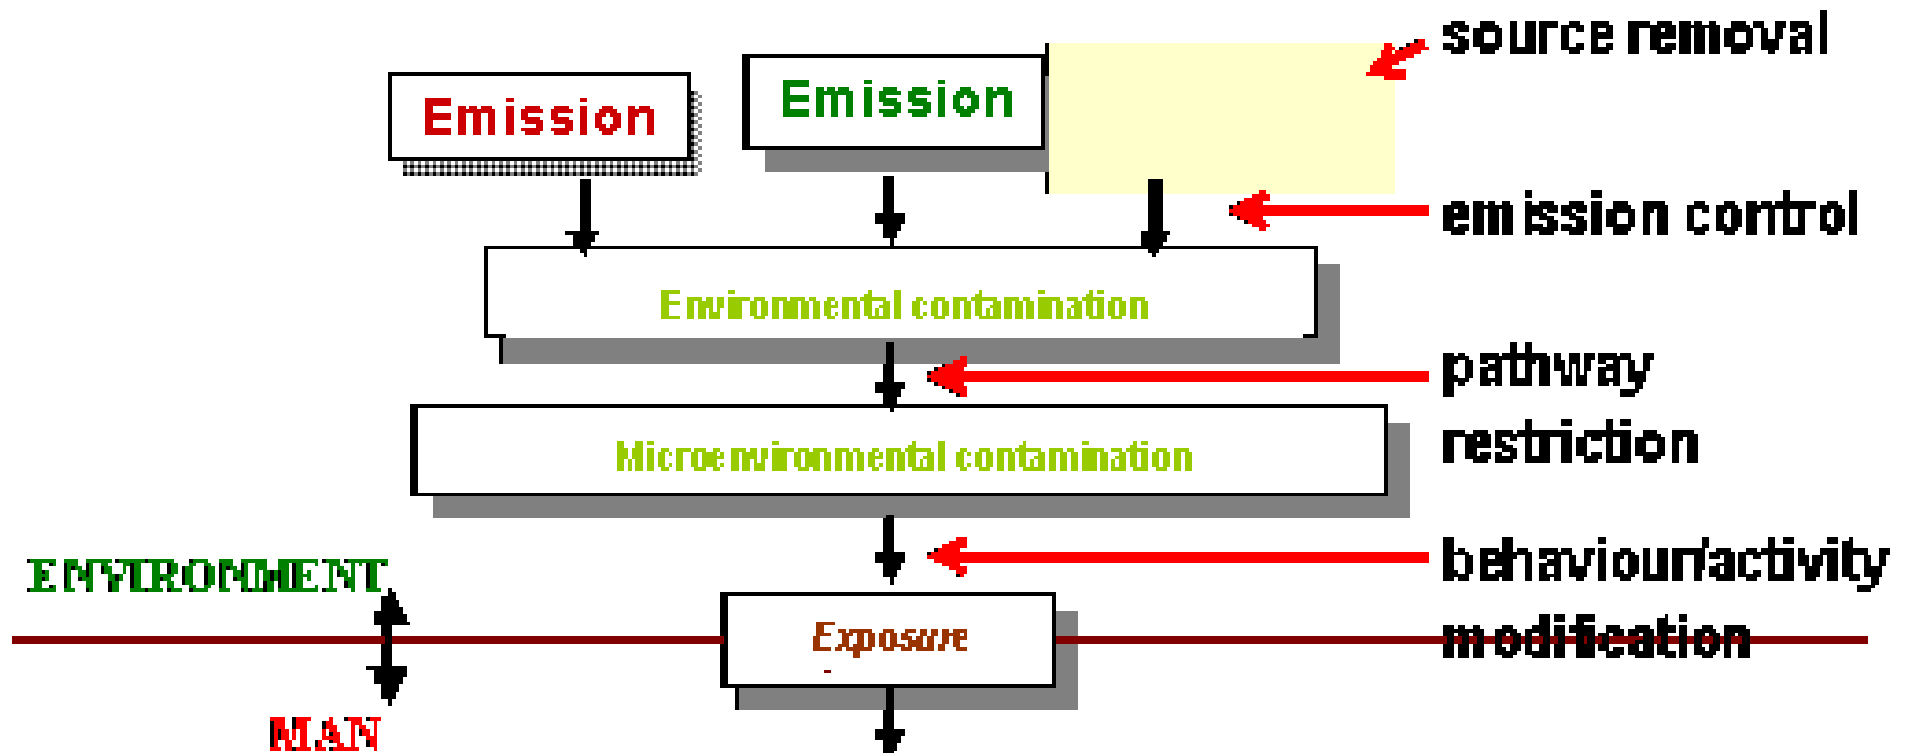 source removal
Emission
Emission
emission control
Environmental contamination
pathway
restriction
Microenvironmental contamination
behaviour/activity
modification
ENVIRONMENT
Exposure
MAN